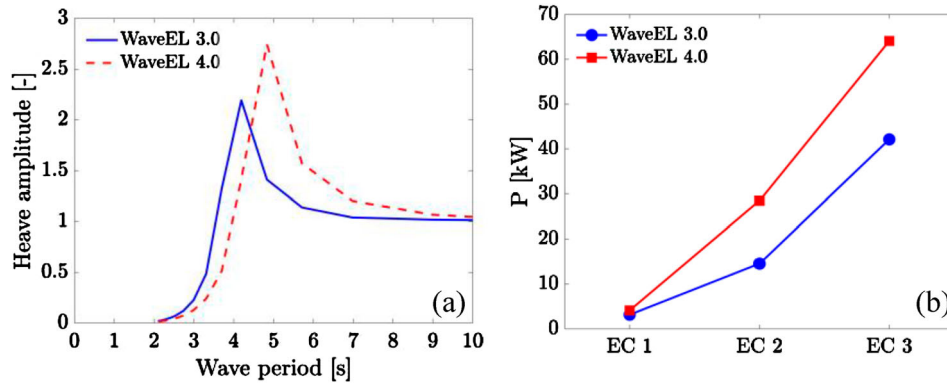 3
2.5
2
1.5
1
0.5
0
Heave amplitude [-]
WaveEL 3.0
WaveEL 4.0
(a)
0 1 2 3 4 5 6 7 8 9 10
Wave period [s]
70
60
50
40
30
20
10
0
P [kW]
WaveEL 3.0
WaveEL 4.0
(b)
EC 1 EC 2 EC 3